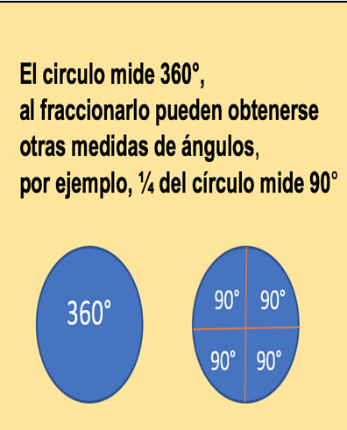 El circulo mide 360°,
al fraccionarlo pueden obtenerse
otras medidas de ángulos,
por ejemplo, ¼ del círculo mide 90°
360°
90° 90°
90° 90°